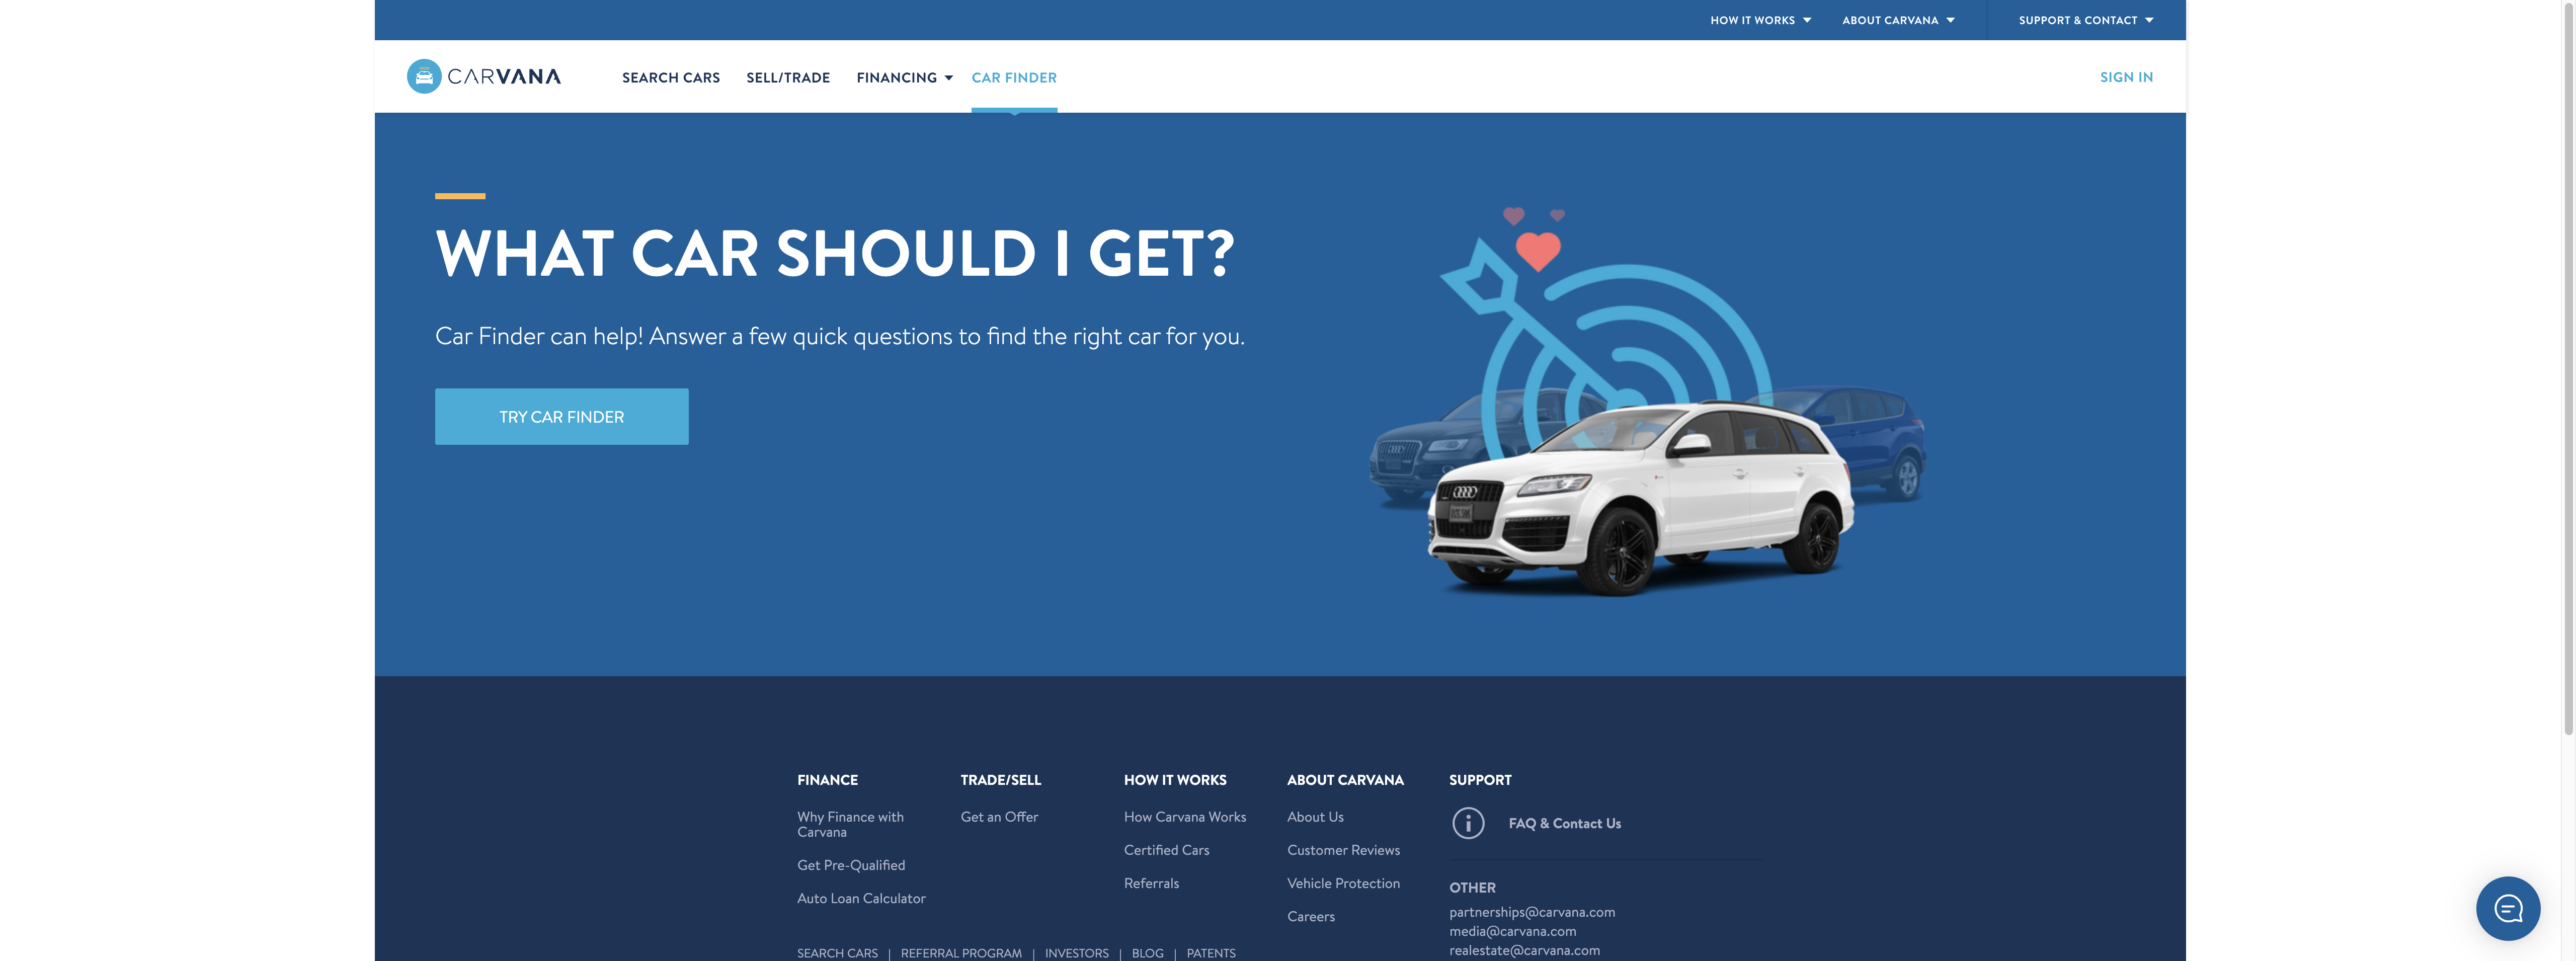 HOW IT WORKS
ABOUT CARVANA
SUPPORT & CONTACT
CARVANA
SEARCH CARS
SELL/TRADE
FINANCING
CAR FINDER
SIGN IN
WHAT CAR SHOULD I GET?
Car Finder can help! Answer a few quick questions to find the right car for you.
TRY CAR FINDER
FINANCE
Why Finance with
Carvana
Get Pre-Qualified
Auto Loan Calculator
TRADE/SELL
Get an Offer
HOW IT WORKS
How Carvana Works
Certified Cars
Referrals
ABOUT CARVANA
About Us
Customer Reviews
Vehicle Protection
Careers
SUPPORT
FAQ & Contact Us
OTHER
partnerships@carvana.com
media@carvana.com
realestate@carvana.com
SEARCH CARS | REFERRAL PROGRAM | INVESTORS | BLOG | PATENTS